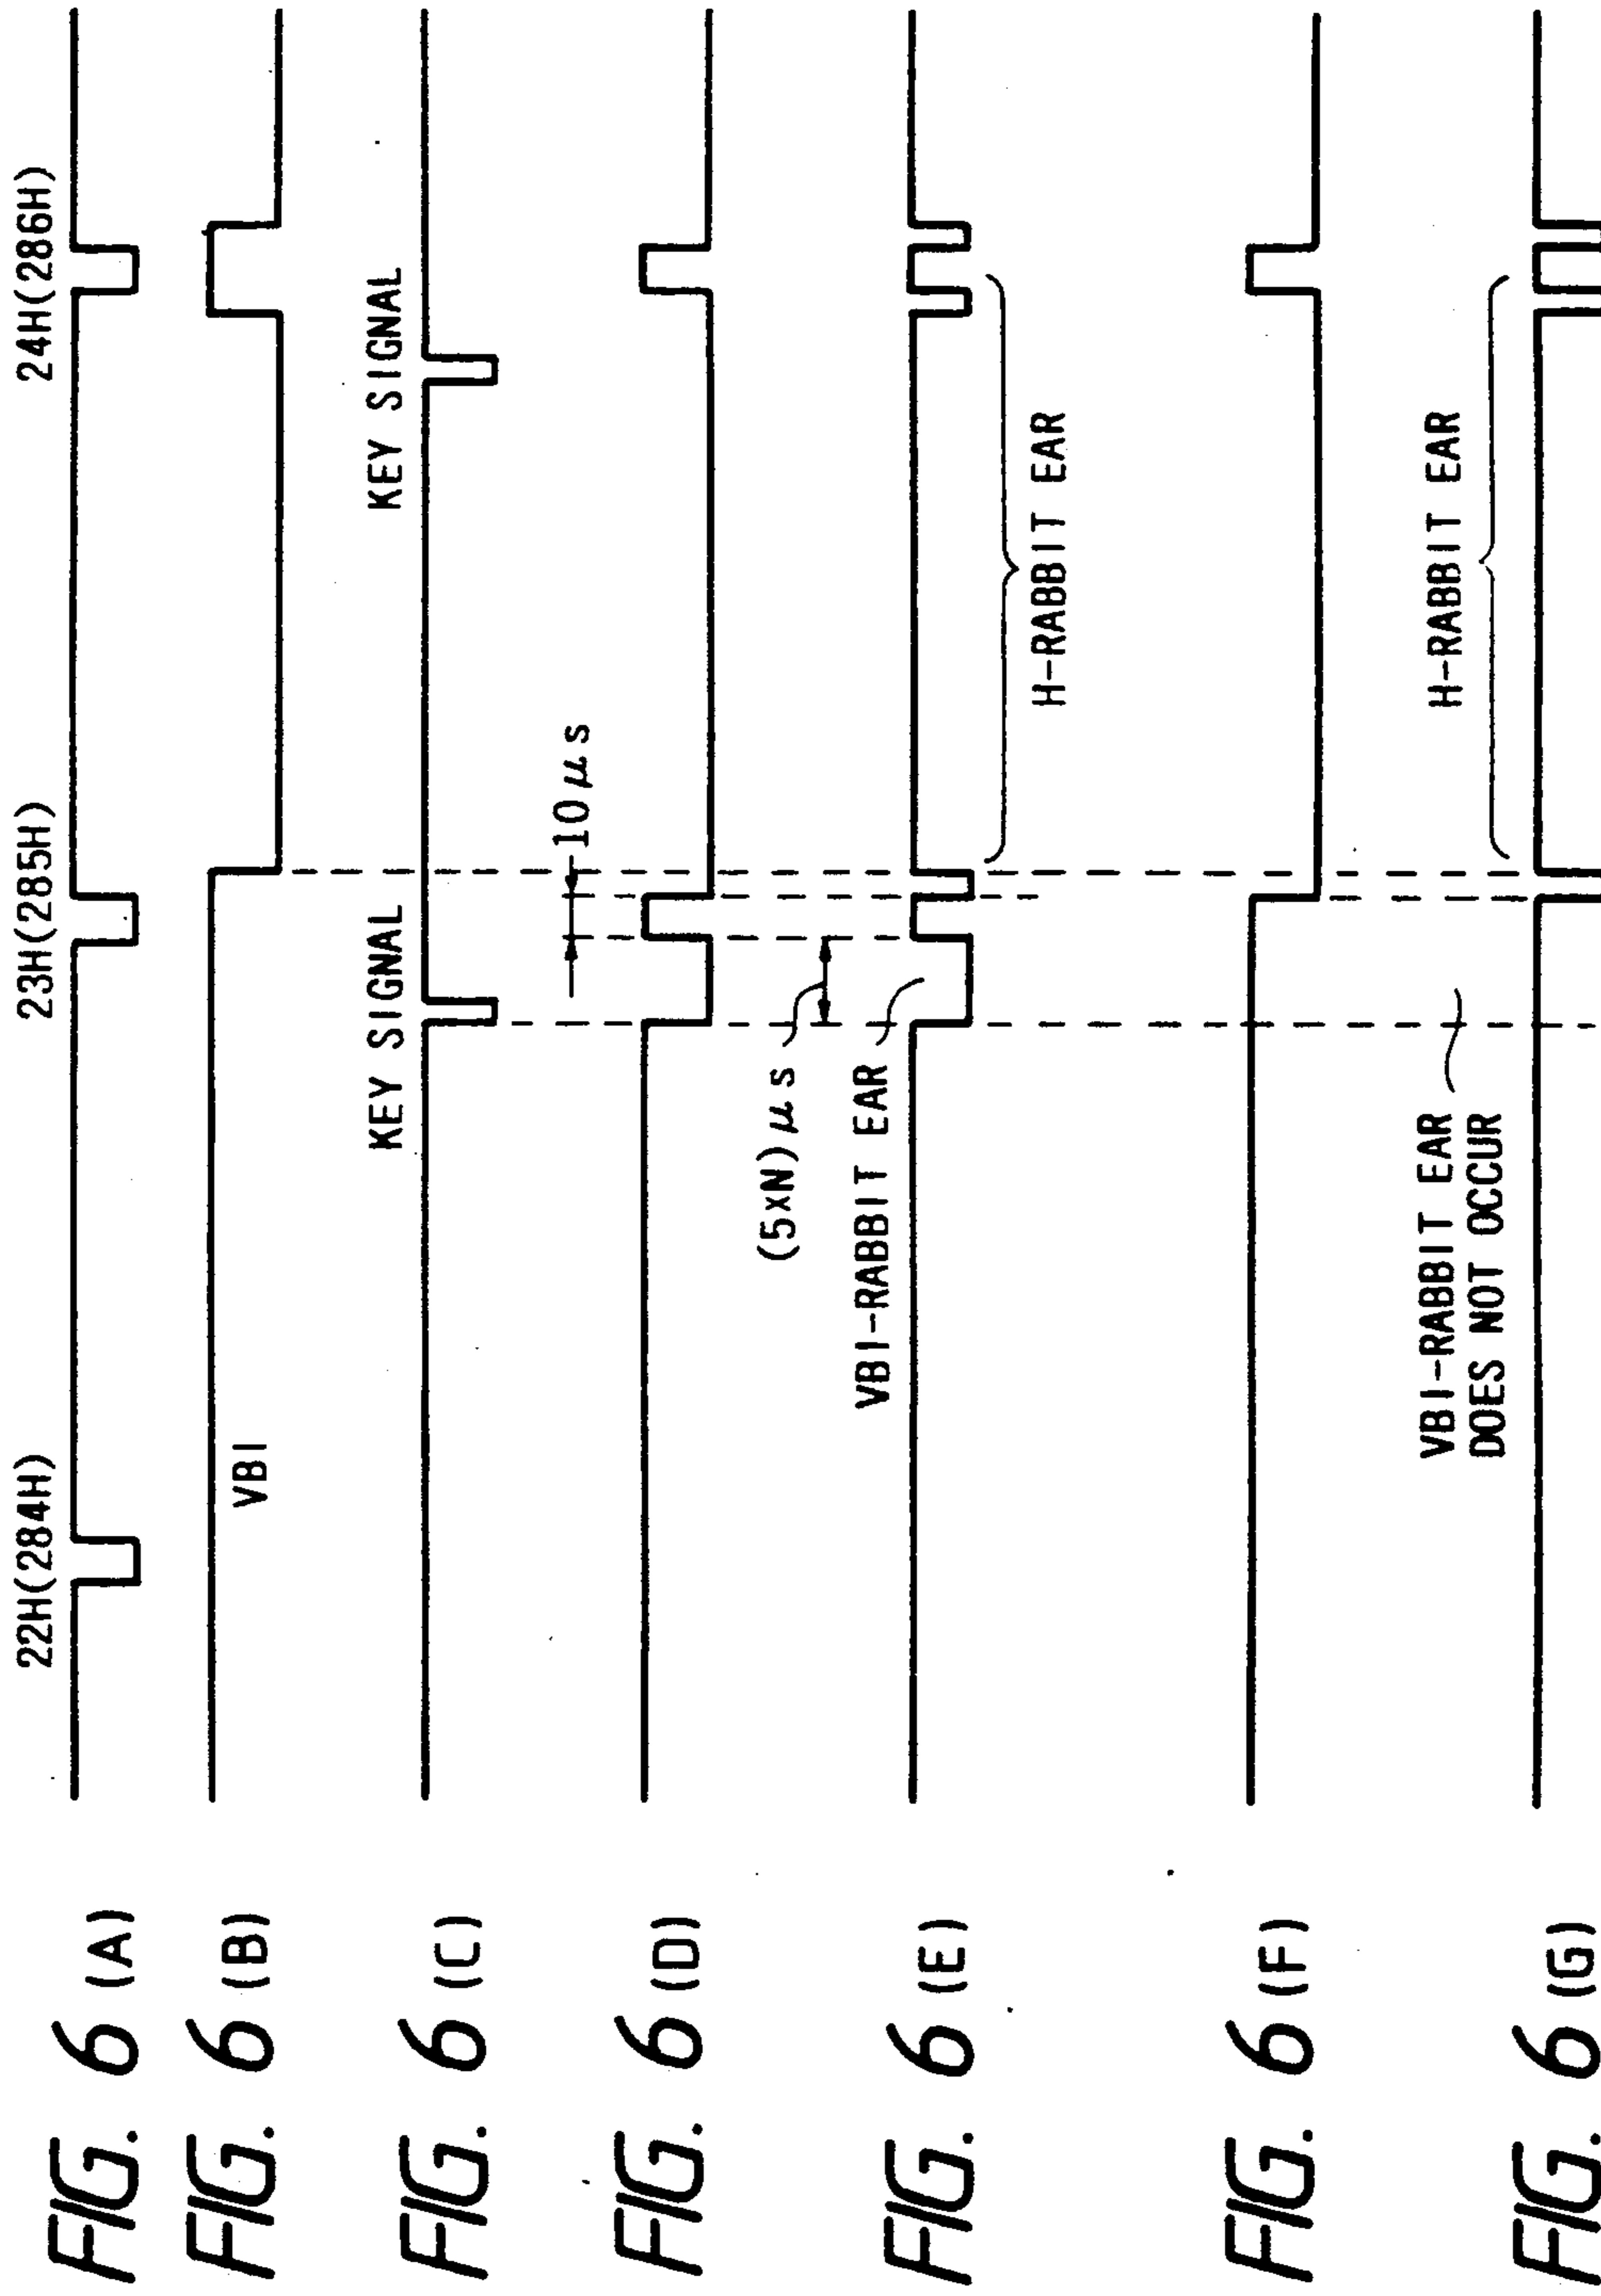 FIG. 6 (A)
22H(284H)
23H(285H)
24H(286H)
FIG. 6 (B)
VBI
FIG. 6 (C)
KEY SIGNAL
KEY SIGNAL
FIG. 6 (D)
10μs
(5×N)μs
FIG. 6 (E)
VBI-RABBIT EAR
H-RABBIT EAR
FIG. 6 (F)
VBI-RABBIT EAR
DOES NOT OCCUR
H-RABBIT EAR
FIG. 6 (G)